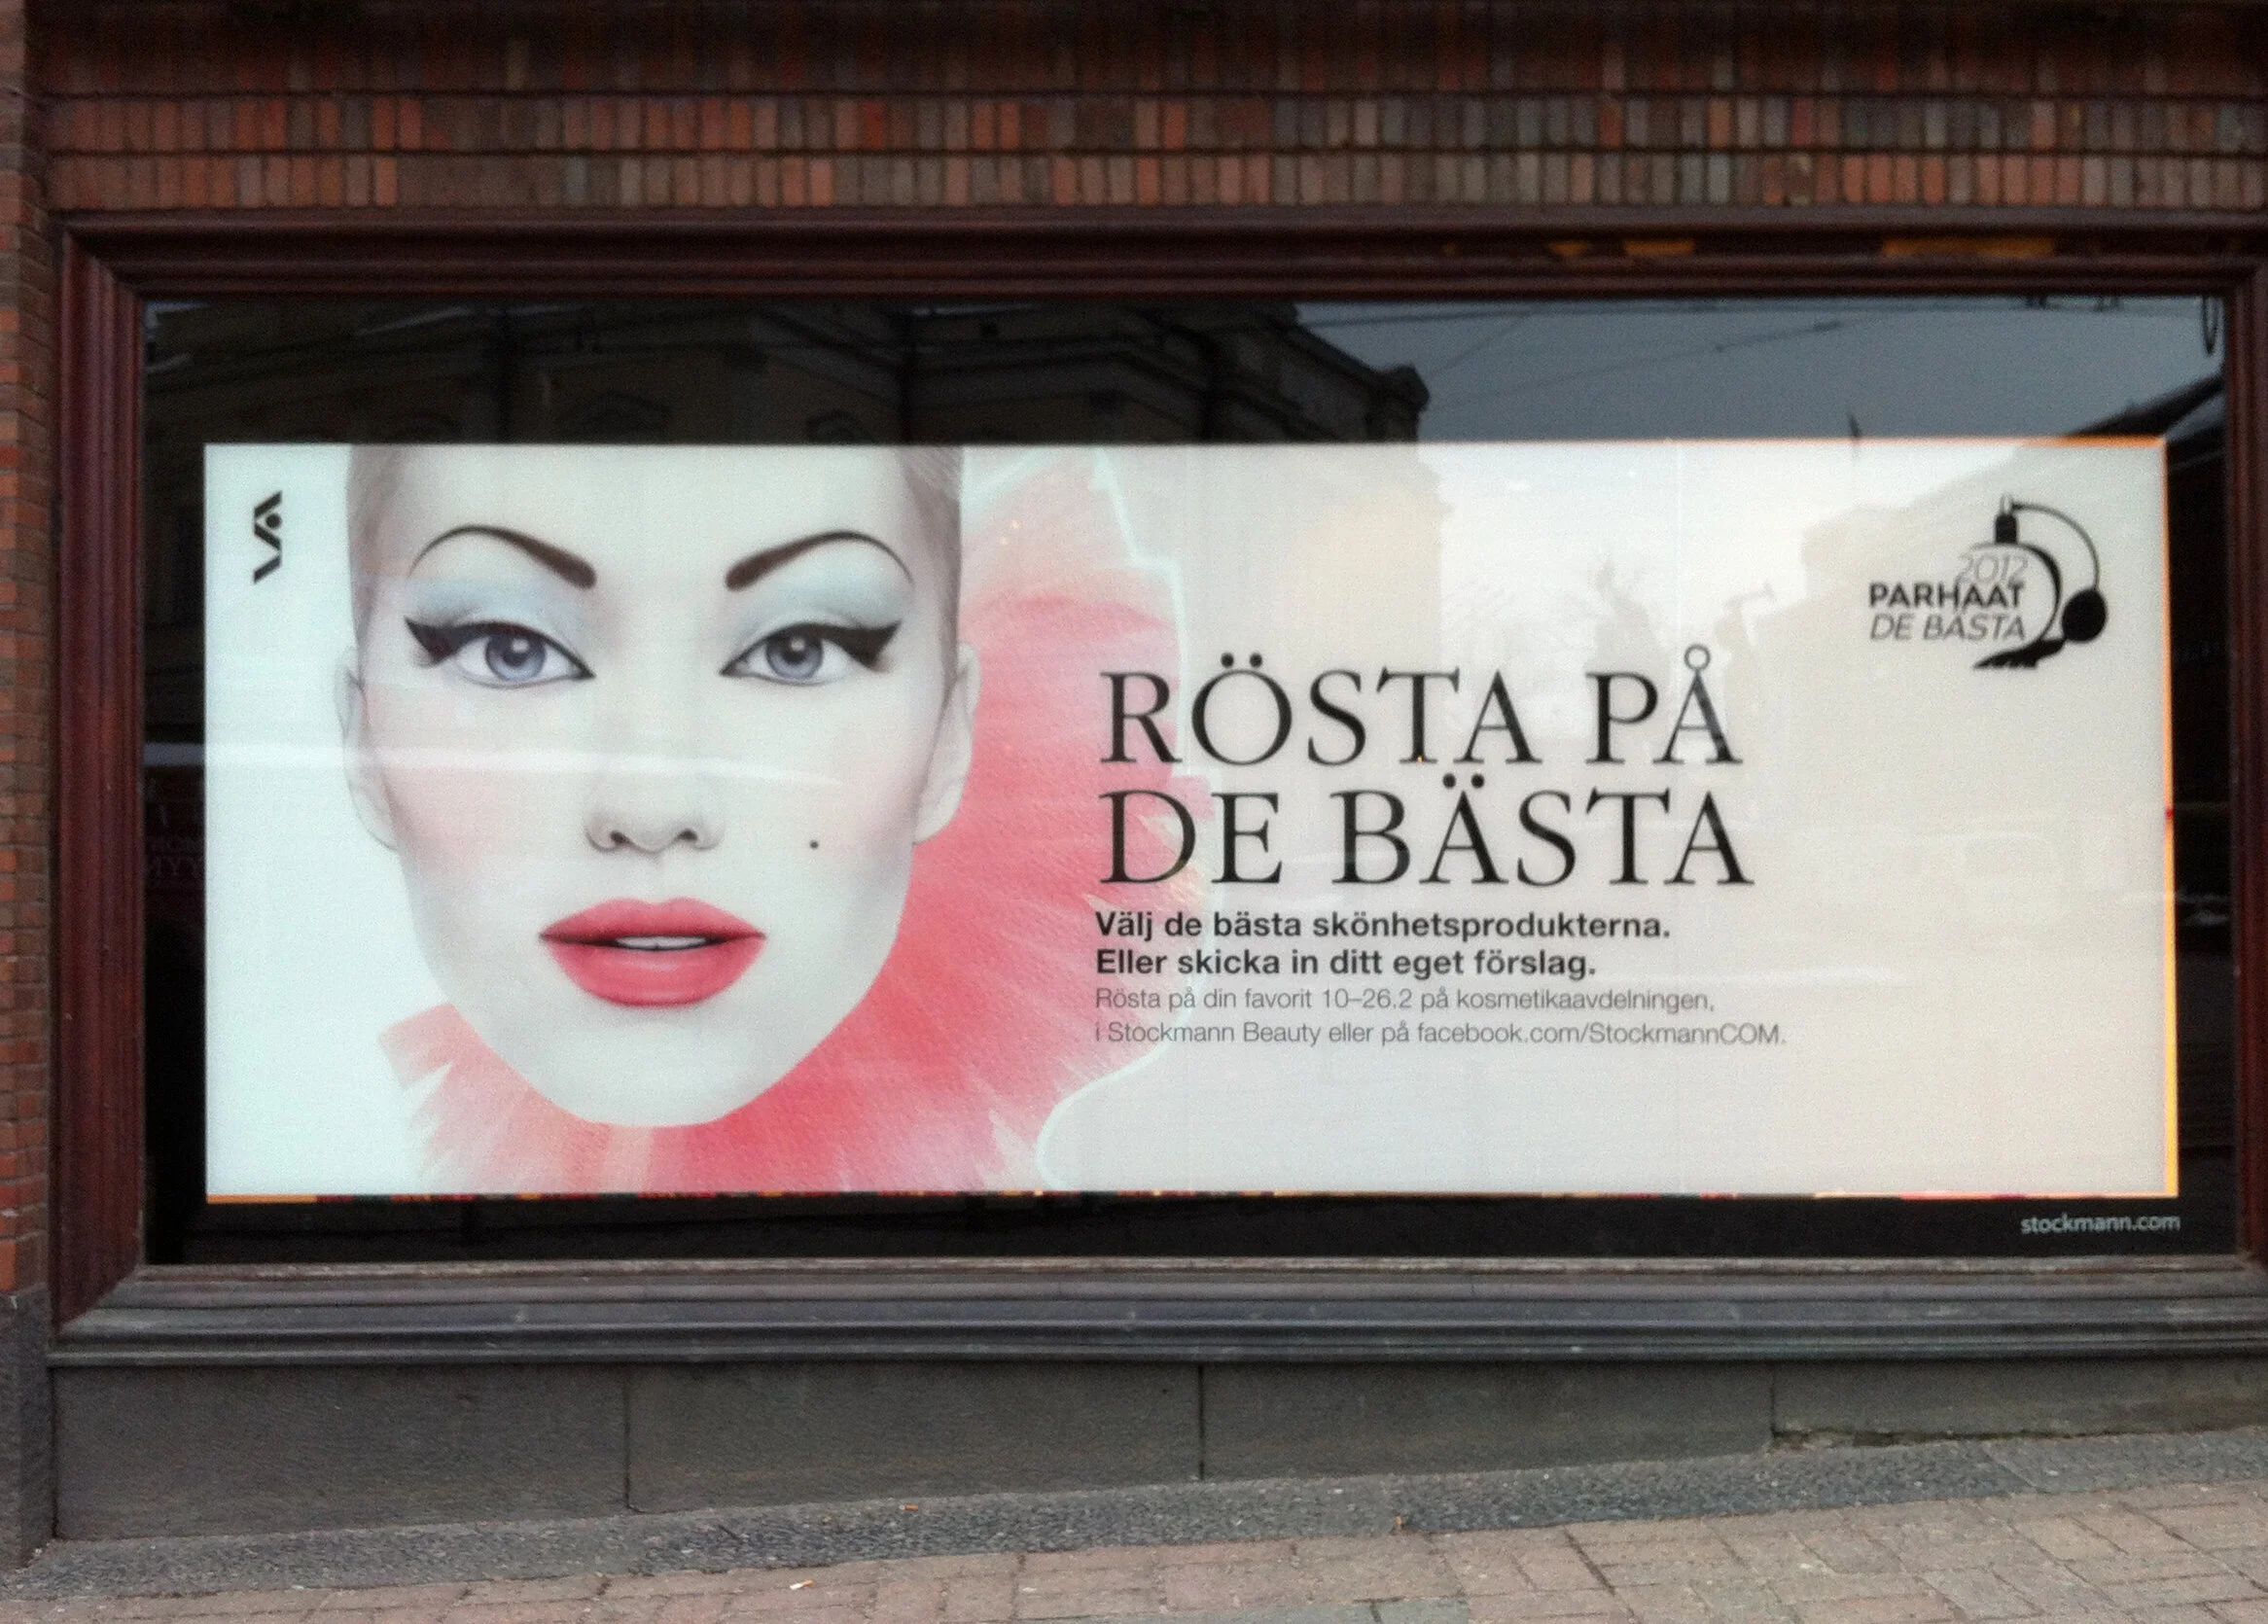 2012
PARHAAT
DE BÄSTA
RÖSTA PÅ
DE BÄSTA
Välj de bästa skönhetsprodukterna.
Eller skicka in ditt eget förslag.
Rösta på din favorit 10–26.2 på kosmetikaavdelningen,
i Stockmann Beauty eller på facebook.com/StockmannCOM.
stockmann.com